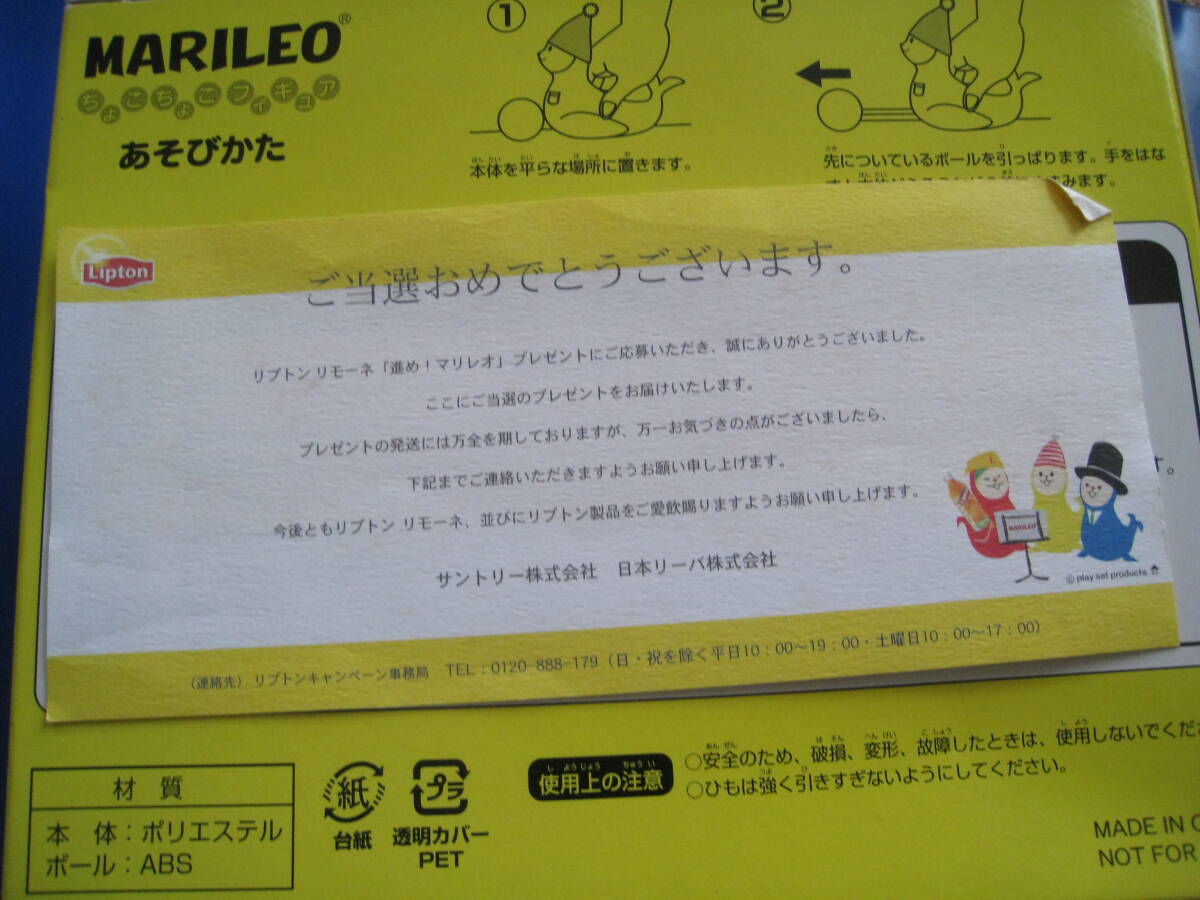 MARILEO®
ちょこちょこフィギュア
あそびかた
①
本体を平らな場所に置きます。
②
先についているボールを引っぱります。手をはな
みます。
Lipton
ご当選おめでとうございます。
リプトン リモーネ「進め!マリレオ」プレゼントにご応募いただき、誠にありがとうございました。
ここにご当選のプレゼントをお届けいたします。
プレゼントの発送には万全を期しておりますが、万一お気づきの点がございましたら、
下記までご連絡いただきますようお願い申し上げます。
今後ともリプトン リモーネ、並びにリプトン製品をご愛飲賜りますようお願い申し上げます。
サントリー株式会社 日本リーバ株式会社
MARILEO
© play set products
(連絡先) リプトンキャンペーン事務局 TEL:0120-888-179 (日・祝を除く平日10:00〜19:00・土曜日10:00〜17:00)
す。
材質
本体:ポリエステル
ボール:ABS
紙
台紙
プラ
透明カバー
PET
使用上の注意
○安全のため、破損、変形、故障したときは、使用しないでくだ
○ひもは強く引きすぎないようにしてください。
MADE IN C
NOT FOR